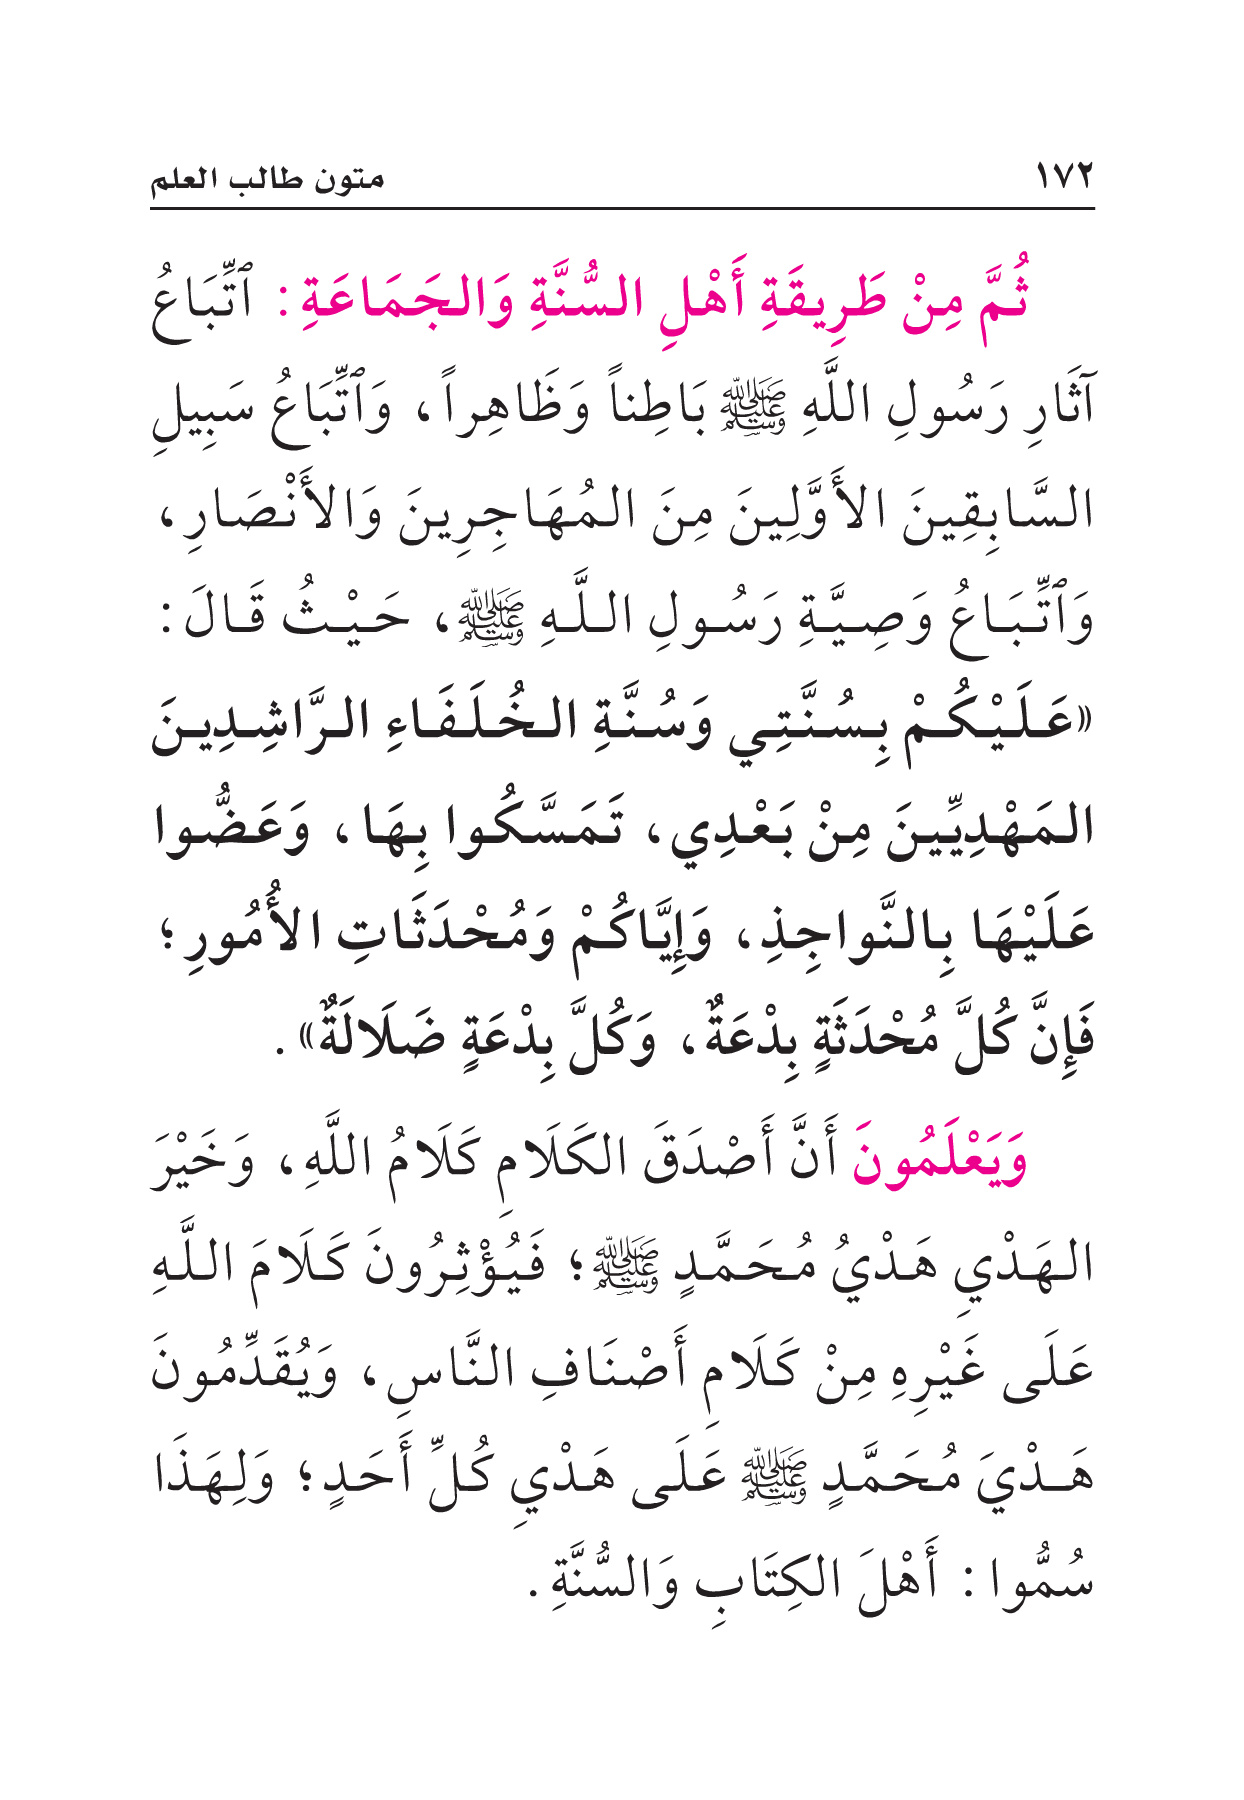 ١٧٢ متون طالب العلم
ثُمَّ مِنْ طَرِيقَةِ أَهْلِ السُّنَّةِ وَالجَمَاعَةِ: ٱتِّبَاعُ
آثَارِ رَسُولِ اللَّهِ ﷺ بَاطِناً وَظَاهِراً، وَٱتِّبَاعُ سَبِيلِ
السَّابِقِينَ الأَوَّلِينَ مِنَ المُهَاجِرِينَ وَالأَنْصَارِ،
وَٱتِّبَاعُ وَصِيَّةِ رَسُولِ اللَّهِ ﷺ، حَيْثُ قَالَ:
«عَلَيْكُمْ بِسُنَّتِي وَسُنَّةِ الخُلَفَاءِ الرَّاشِدِينَ
المَهْدِيِّينَ مِنْ بَعْدِي، تَمَسَّكُوا بِهَا، وَعَضُّوا
عَلَيْهَا بِالنَّواجِذِ، وَإِيَّاكُمْ وَمُحْدَثَاتِ الأُمُورِ؛
فَإِنَّ كُلَّ مُحْدَثَةٍ بِدْعَةٌ، وَكُلَّ بِدْعَةٍ ضَلَالَةٌ».
وَيَعْلَمُونَ أَنَّ أَصْدَقَ الكَلَامِ كَلَامُ اللَّهِ، وَخَيْرَ
الهَدْيِ هَدْيُ مُحَمَّدٍ ﷺ؛ فَيُؤْثِرُونَ كَلَامَ اللَّهِ
عَلَى غَيْرِهِ مِنْ كَلَامِ أَصْنَافِ النَّاسِ، وَيُقَدِّمُونَ
هَدْيَ مُحَمَّدٍ ﷺ عَلَى هَدْيِ كُلِّ أَحَدٍ؛ وَلِهَذَا
سُمُّوا: أَهْلَ الكِتَابِ وَالسُّنَّةِ.